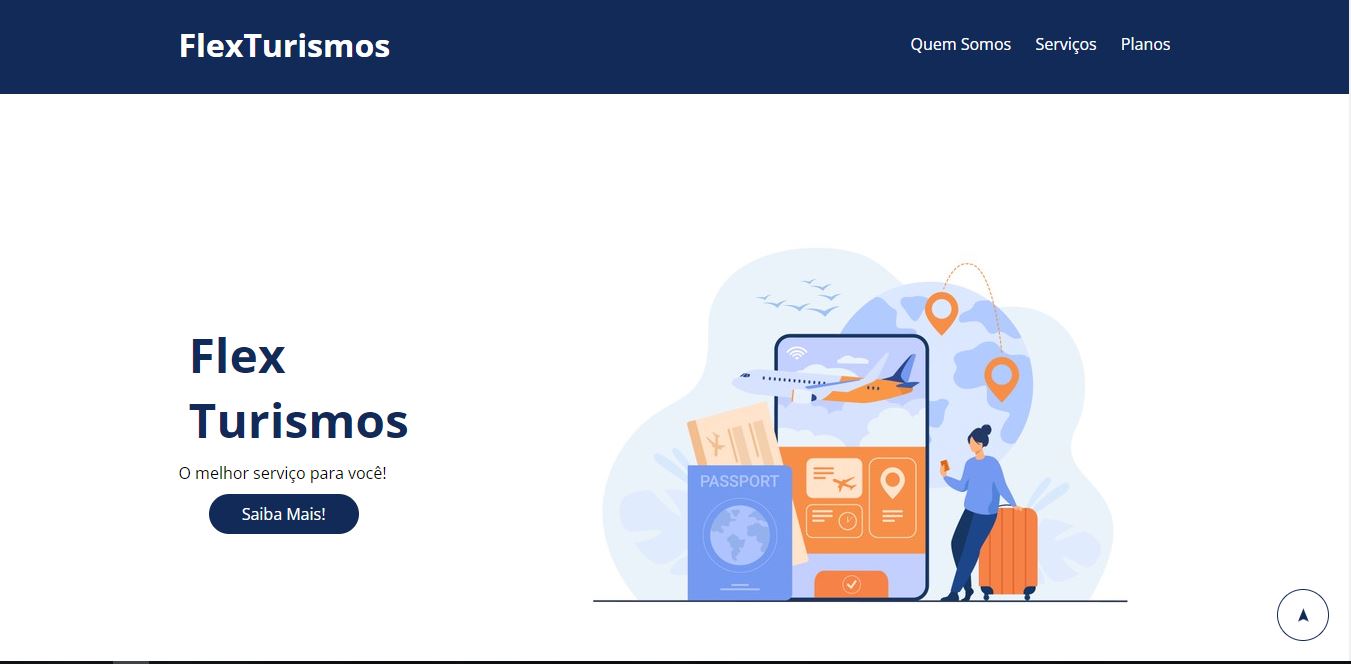 FlexTurismos
Quem Somos Serviços Planos
Flex
Turismos
O melhor serviço para você!
Saiba Mais!
PASSPORT